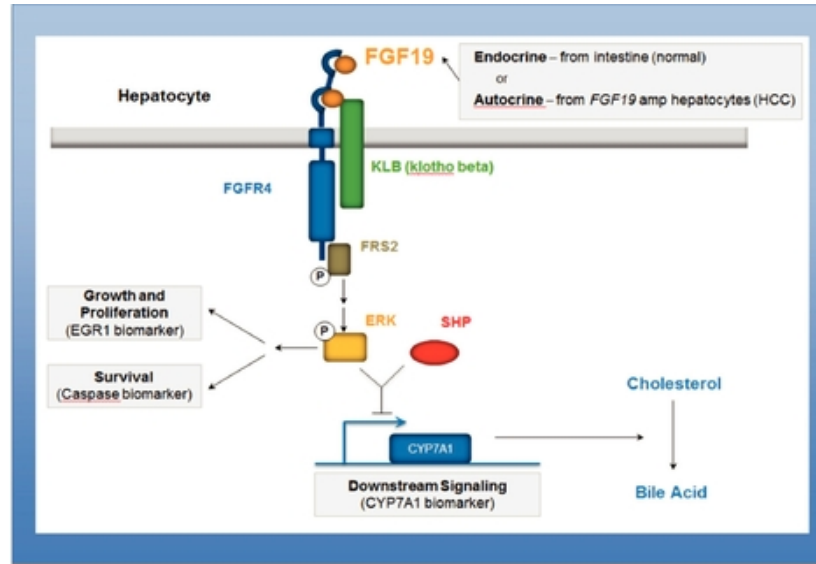 FGF19
Endocrine – from intestine (normal)
or
Autocrine – from FGF19 amp hepatocytes (HCC)
Hepatocyte
KLB (klotho beta)
FGFR4
FRS2
P
Growth and
Proliferation
(EGR1 biomarker)
P
ERK
SHP
Survival
(Caspase biomarker)
Cholesterol
CYP7A1
Downstream Signaling
(CYP7A1 biomarker)
Bile Acid